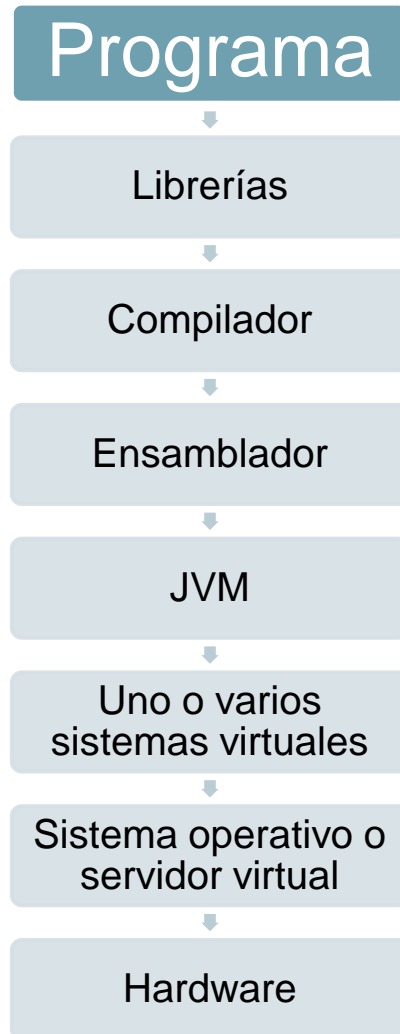 Programa
Librerías
Compilador
Ensamblador
JVM
Uno o varios
sistemas virtuales
Sistema operativo o
servidor virtual
Hardware